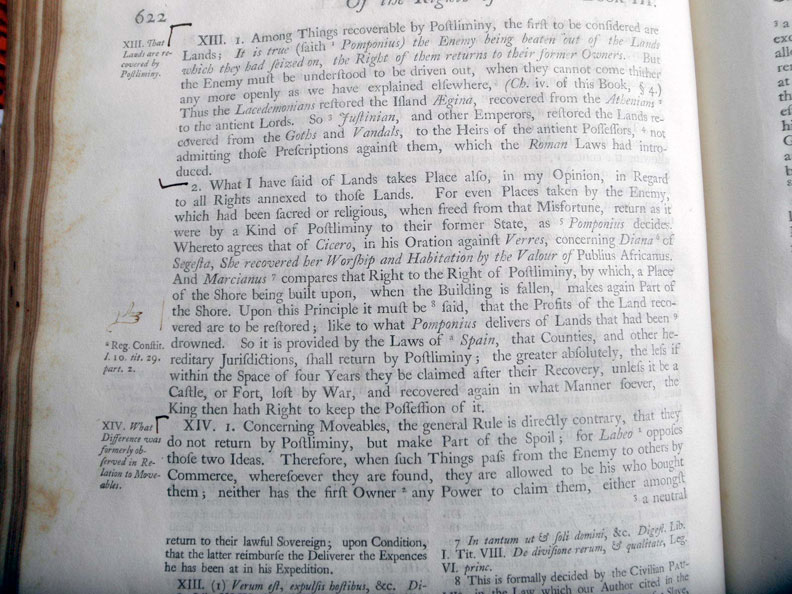 622
XIII. That
Lands are re-
covered by
Poſtliminy.
XIII. 1. Among Things recoverable by Poſtliminy, the firſt to be conſidered are
Lands; It is true (ſaith ¹ Pomponius) the Enemy being beaten out of the Lands
which they had ſeized on, the Right of them returns to their former Owners. But
the Enemy muſt be underſtood to be driven out, when they cannot come thither
any more openly as we have explained elſewhere, (Ch. iv. of this Book, § 4.)
Thus the Lacedemonians reſtored the Iſland Ægina, recovered from the Athenians ²
to the antient Lords. So ³ Juſtinian, and other Emperors, reſtored the Lands re-
covered from the Goths and Vandals, to the Heirs of the antient Poſſeſſors, ⁴ not
admitting thoſe Preſcriptions againſt them, which the Roman Laws had intro-
duced.
2. What I have ſaid of Lands takes Place alſo, in my Opinion, in Regard
to all Rights annexed to thoſe Lands. For even Places taken by the Enemy,
which had been ſacred or religious, when freed from that Misfortune, return as it
were by a Kind of Poſtliminy to their former State, as ⁵ Pomponius decides.
Whereto agrees that of Cicero, in his Oration againſt Verres, concerning Diana ⁶ of
Segeſta, She recovered her Worſhip and Habitation by the Valour of Publius Africanus.
And Marcianus ⁷ compares that Right to the Right of Poſtliminy, by which, a Place
of the Shore being built upon, when the Building is fallen, makes again Part of
the Shore. Upon this Principle it muſt be ⁸ ſaid, that the Profits of the Land reco-
vered are to be reſtored; like to what Pomponius delivers of Lands that had been ⁹
drowned. So it is provided by the Laws of ᵃ Spain, that Counties, and other he-
reditary Juriſdictions, ſhall return by Poſtliminy; the greater abſolutely, the leſs if
within the Space of four Years they be claimed after their Recovery, unleſs it be a
Caſtle, or Fort, loſt by War, and recovered again in what Manner ſoever, the
King then hath Right to keep the Poſſeſſion of it.
ᵃ Reg. Conſtit.
l. 10. tit. 29.
part. 2.
XIV. What
Difference was
formerly ob-
ſerved in Re-
lation to Move-
ables.
XIV. 1. Concerning Moveables, the general Rule is directly contrary, that they
do not return by Poſtliminy, but make Part of the Spoil; for Labeo ¹ oppoſes
thoſe two Ideas. Therefore, when ſuch Things paſs from the Enemy to others by
Commerce, whereſoever they are found, they are allowed to be his who bought
them; neither has the firſt Owner ² any Power to claim them, either amongſt
³ a neutral
return to their lawful Sovereign; upon Condition,
that the latter reimburſe the Deliverer the Expences
he has been at in his Expedition.
XIII. (1) Verum eſt, expulſis hoſtibus, &c. Di-
7 In tantum ut & ſoli domini, &c. Digeſt. Lib.
I. Tit. VIII. De diviſione rerum, & qualitate, Leg.
VI. princ.
8 This is formally decided by the Civilian
in the Law which our Author cited in the